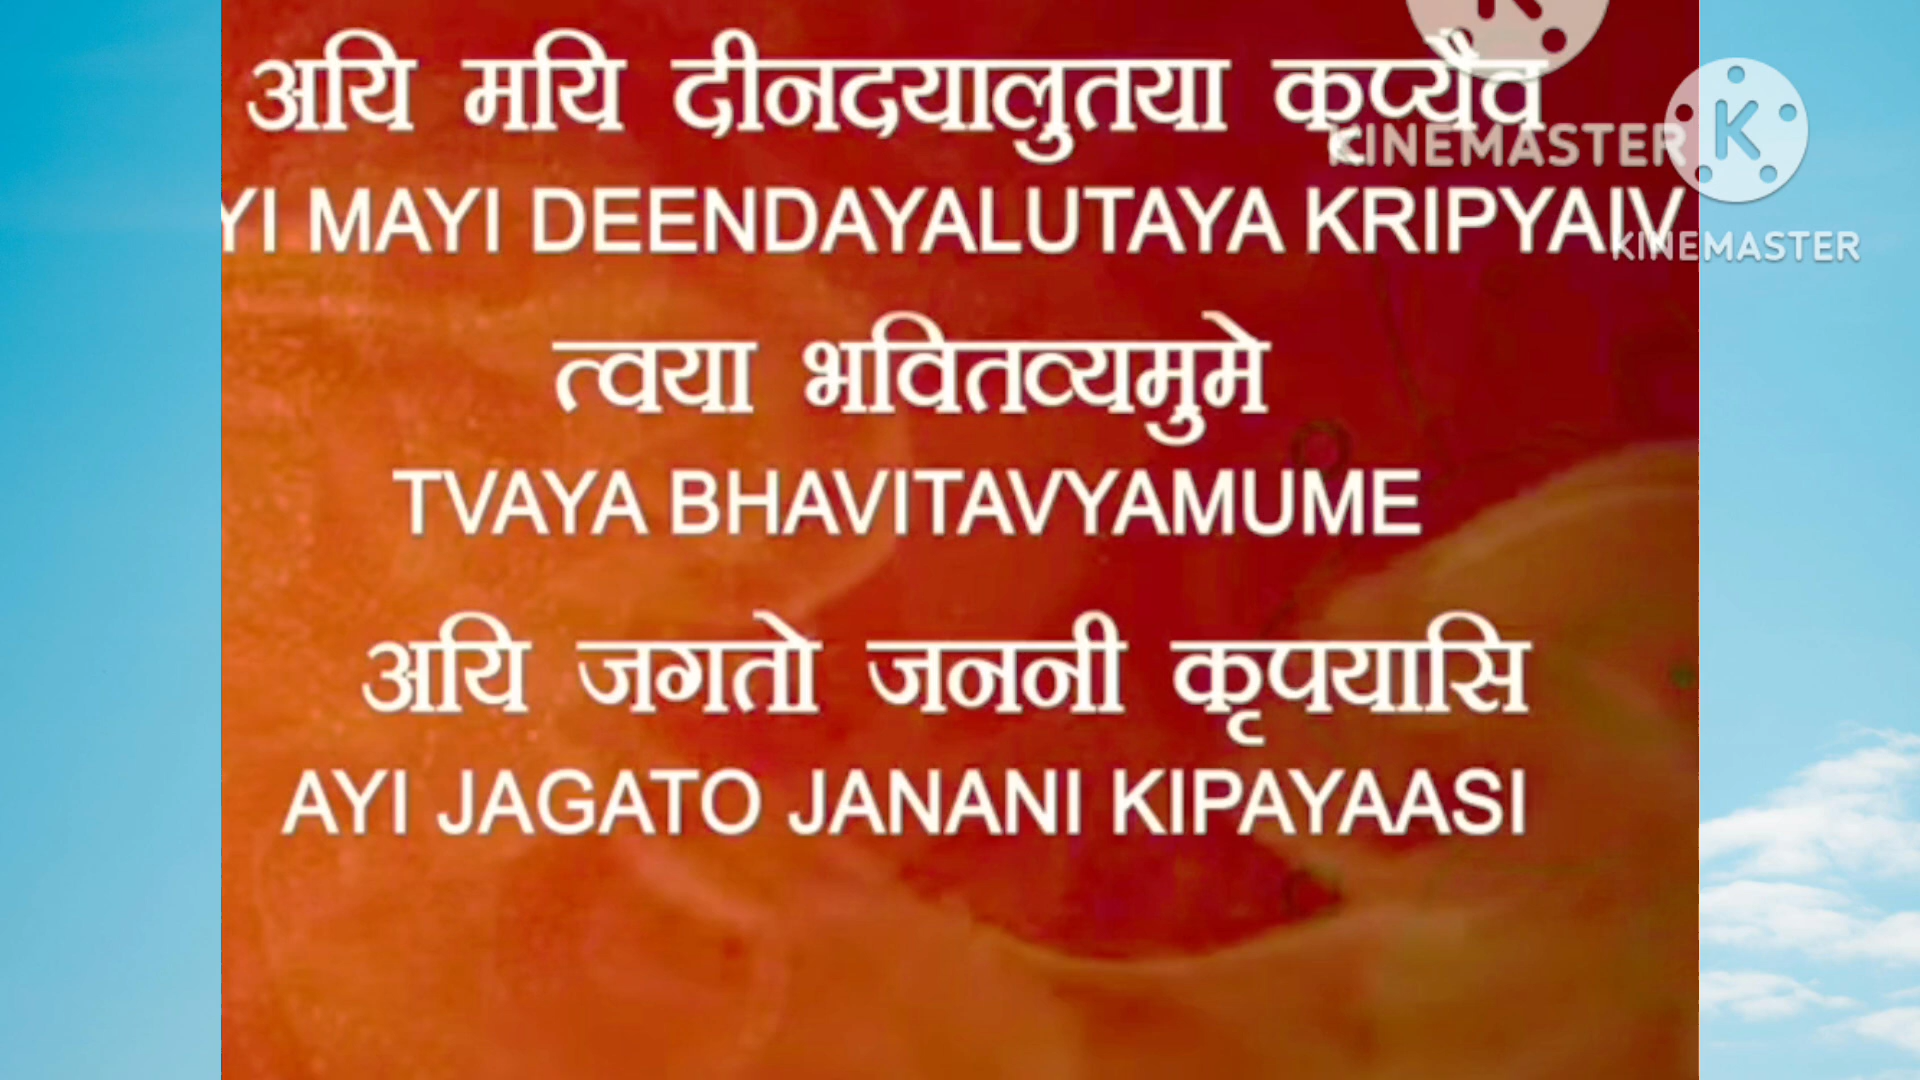 अयि मयि दीनदयालुतया कृप्यैव
KINEMASTER
YI MAYI DEENDAYALUTAYA KRIPYAIV
KINEMASTER
त्वया भवितव्यमुमे
TVAYA BHAVITAVYAMUME
अयि जगतो जननी कृपयासि
AYI JAGATO JANANI KIPAYAASI